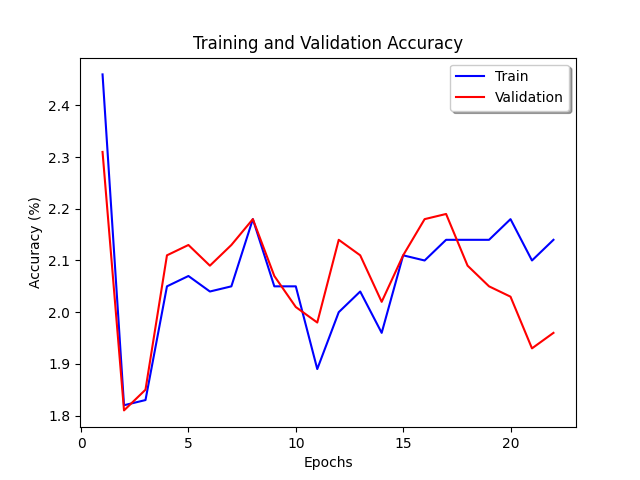 Training and Validation Accuracy
Train
Validation
Accuracy (%)
2.4
2.3
2.2
2.1
2.0
1.9
1.8
0
5
10
15
20
Epochs